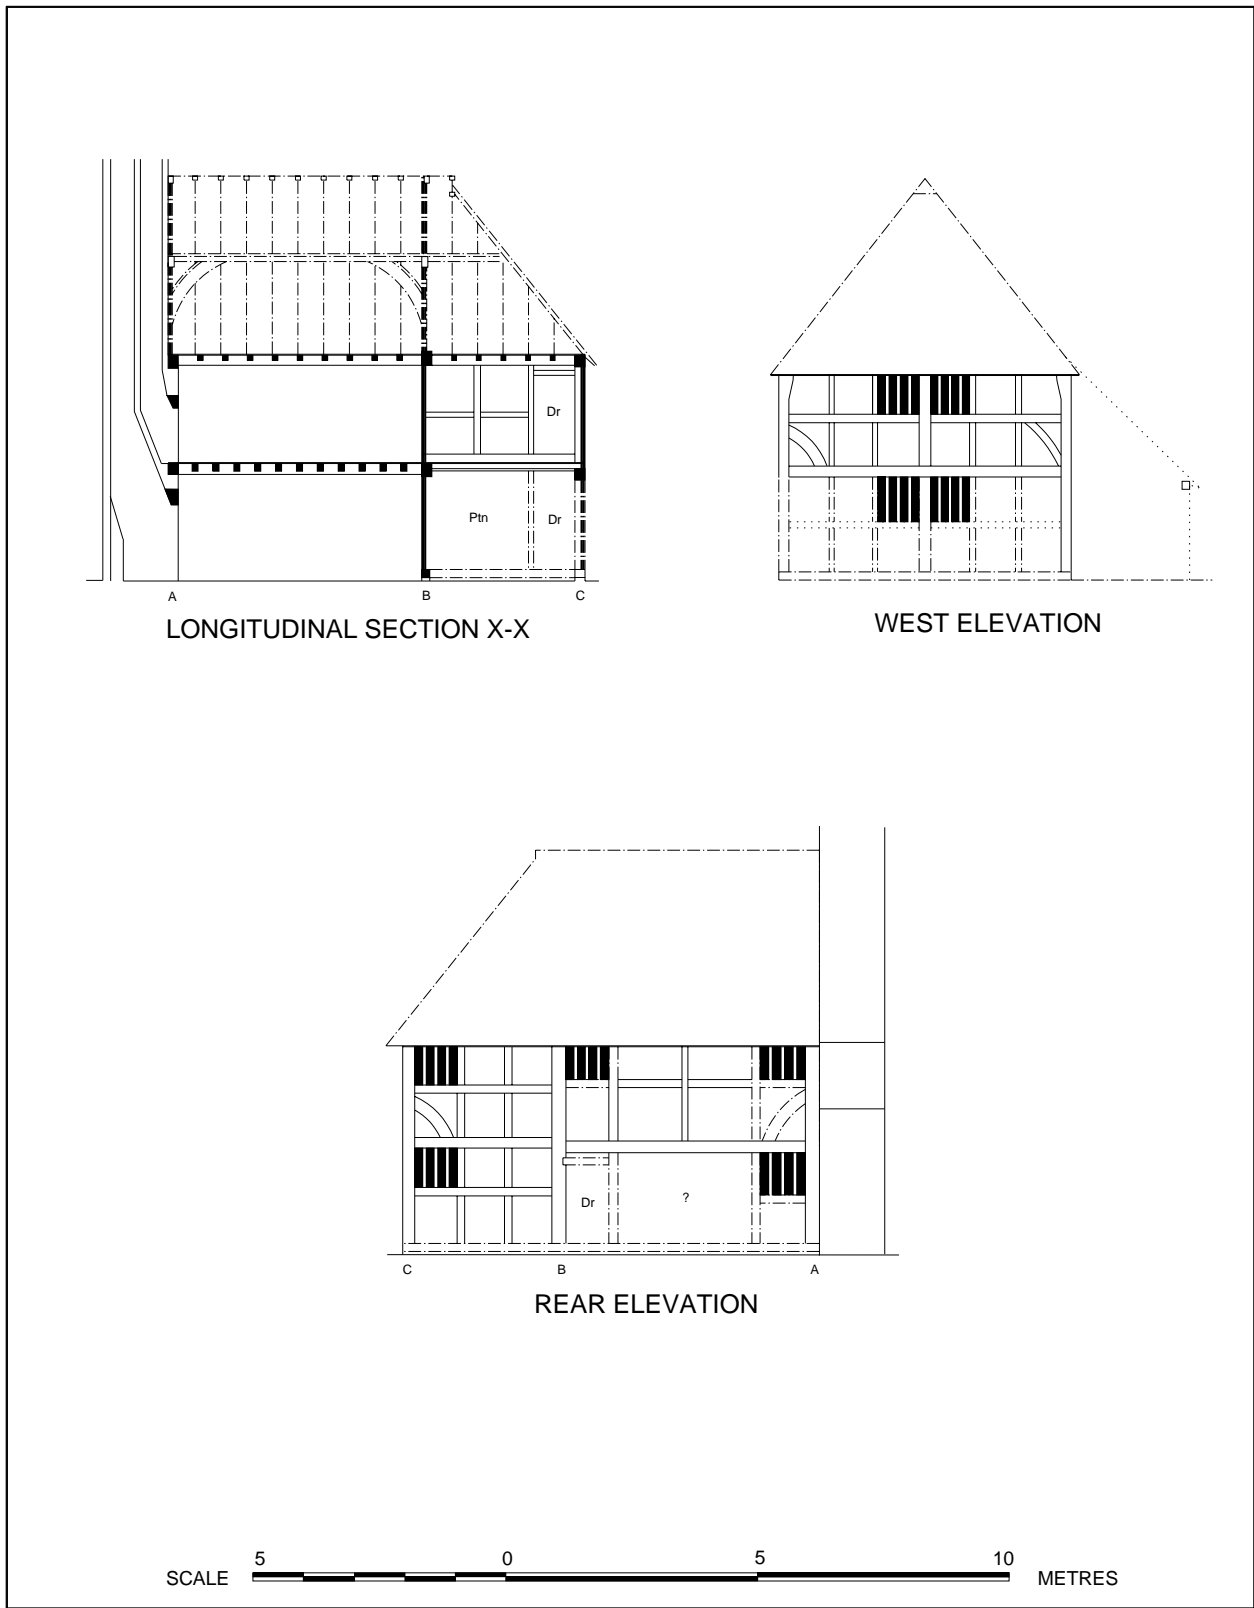 Dr
Ptn Dr
A B C
LONGITUDINAL SECTION X-X
WEST ELEVATION
Dr ?
C B A
REAR ELEVATION
5 0 5 10
SCALE METRES